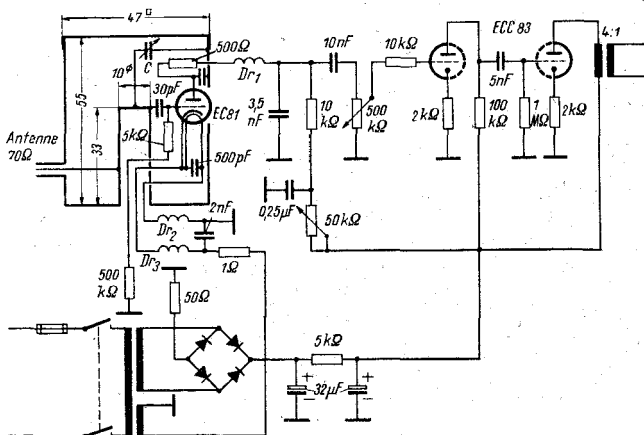 47 □
500Ω
C
10ᶲ
30pF
55
33
EC81
Dr₁
10nF
10kΩ
ECC 83
4:1
5nF
3,5
nF
10
kΩ
500
kΩ
2kΩ
100
kΩ
1
MΩ
2kΩ
Antenne
70Ω
5kΩ
500pF
0,25µF
50kΩ
2nF
Dr₂
Dr₃
1Ω
500
kΩ
50Ω
5kΩ
+
32µF
+
−
−